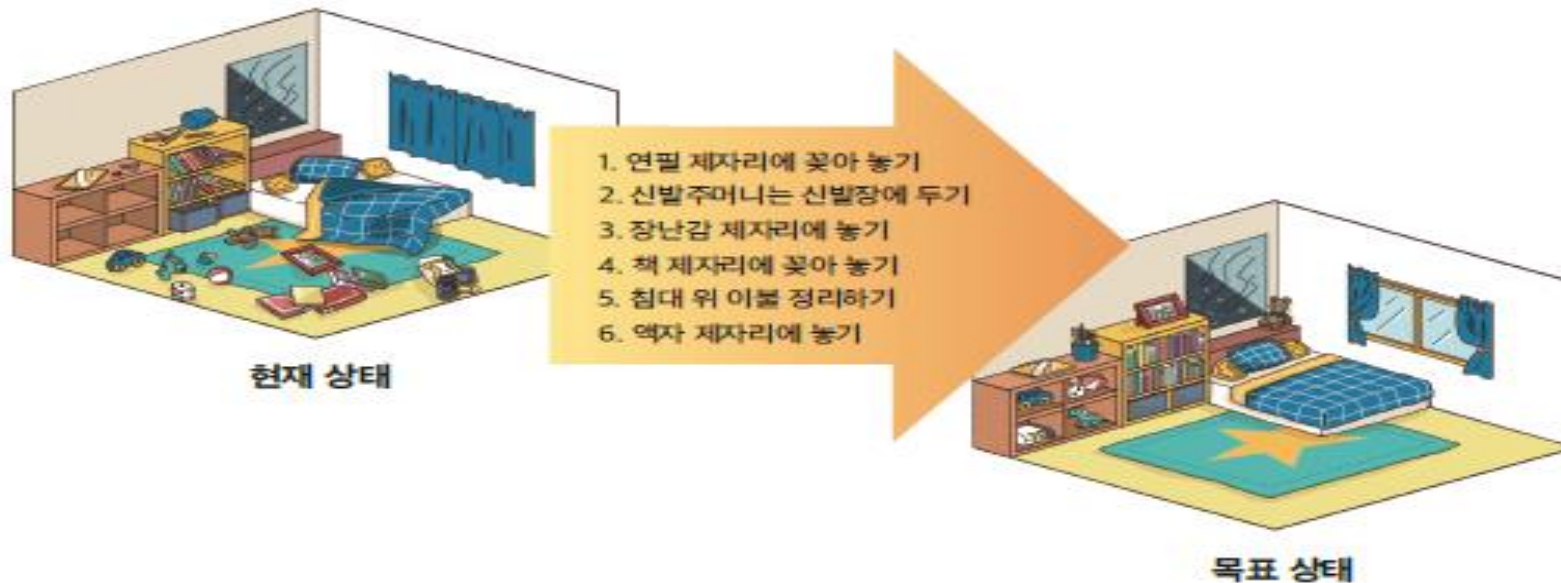 1. 연필 제자리에 꽂아 놓기
2. 신발주머니는 신발장에 두기
3. 장난감 제자리에 놓기
4. 책 제자리에 꽂아 놓기
5. 침대 위 이불 정리하기
6. 액자 제자리에 놓기
현재 상태
목표 상태